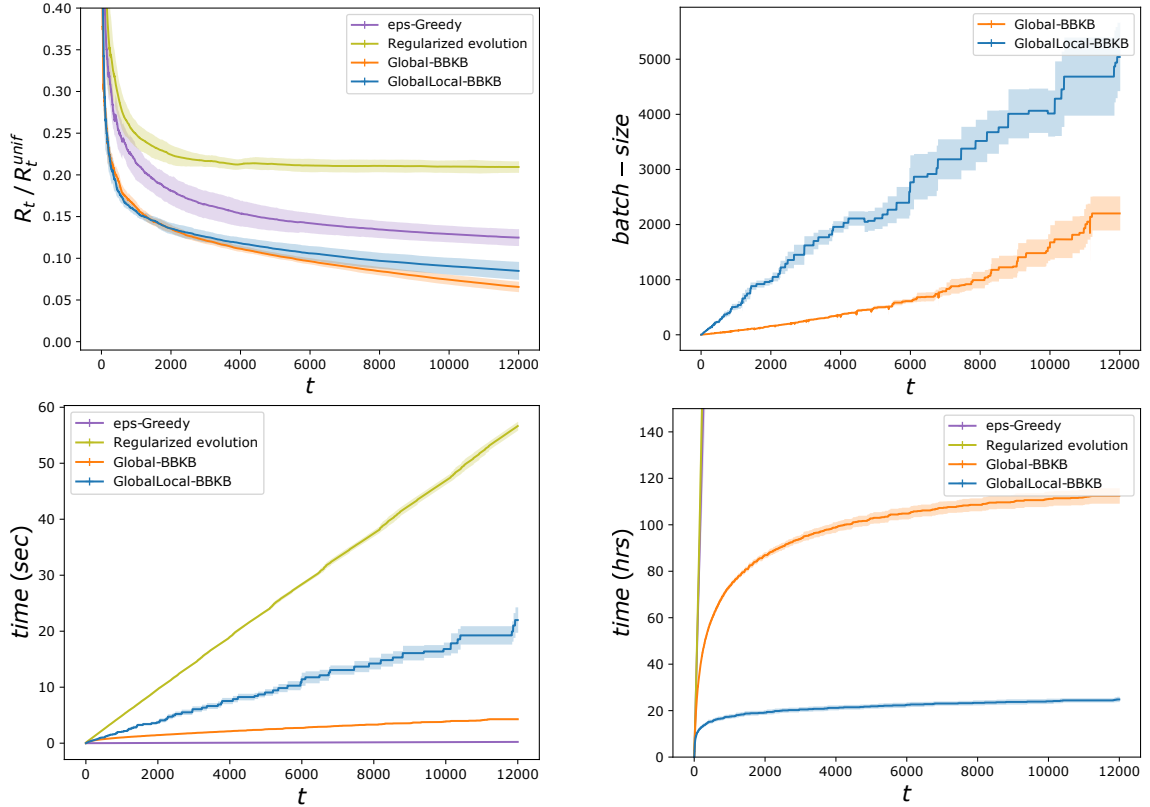 0.40
0.35
0.30
0.25
0.20
0.15
0.10
0.05
0.00
R_t / R_t^{unif}
eps-Greedy
Regularized evolution
Global-BBKB
GlobalLocal-BBKB
0 2000 4000 6000 8000 10000 12000
t
5000
4000
3000
2000
1000
0
batch − size
Global-BBKB
GlobalLocal-BBKB
0 2000 4000 6000 8000 10000 12000
t
60
50
40
30
20
10
0
time (sec)
eps-Greedy
Regularized evolution
Global-BBKB
GlobalLocal-BBKB
0 2000 4000 6000 8000 10000 12000
t
140
120
100
80
60
40
20
0
time (hrs)
eps-Greedy
Regularized evolution
Global-BBKB
GlobalLocal-BBKB
0 2000 4000 6000 8000 10000 12000
t